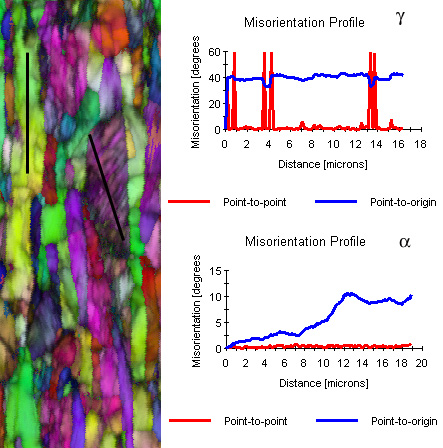 Misorientation Profile γ
Misorientation [degrees
60
40
20
0
0 2 4 6 8 10 12 14 16 18
Distance [microns]
Point-to-point Point-to-origin
Misorientation Profile α
Misorientation [degrees
15
10
5
0
0 2 4 6 8 10 12 14 16 18 20
Distance [microns]
Point-to-point Point-to-origin